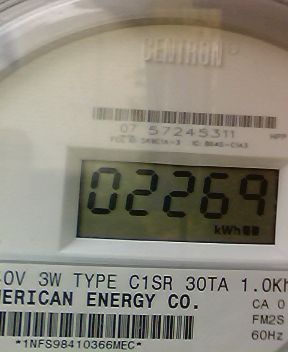 CENTRON®
07 57245311
02269
kWh
.0V 3W TYPE C1SR 30TA 1.0Kh
MERICAN ENERGY CO.
CA 0
FM2S
60Hz
*1NFS98410366MEC*